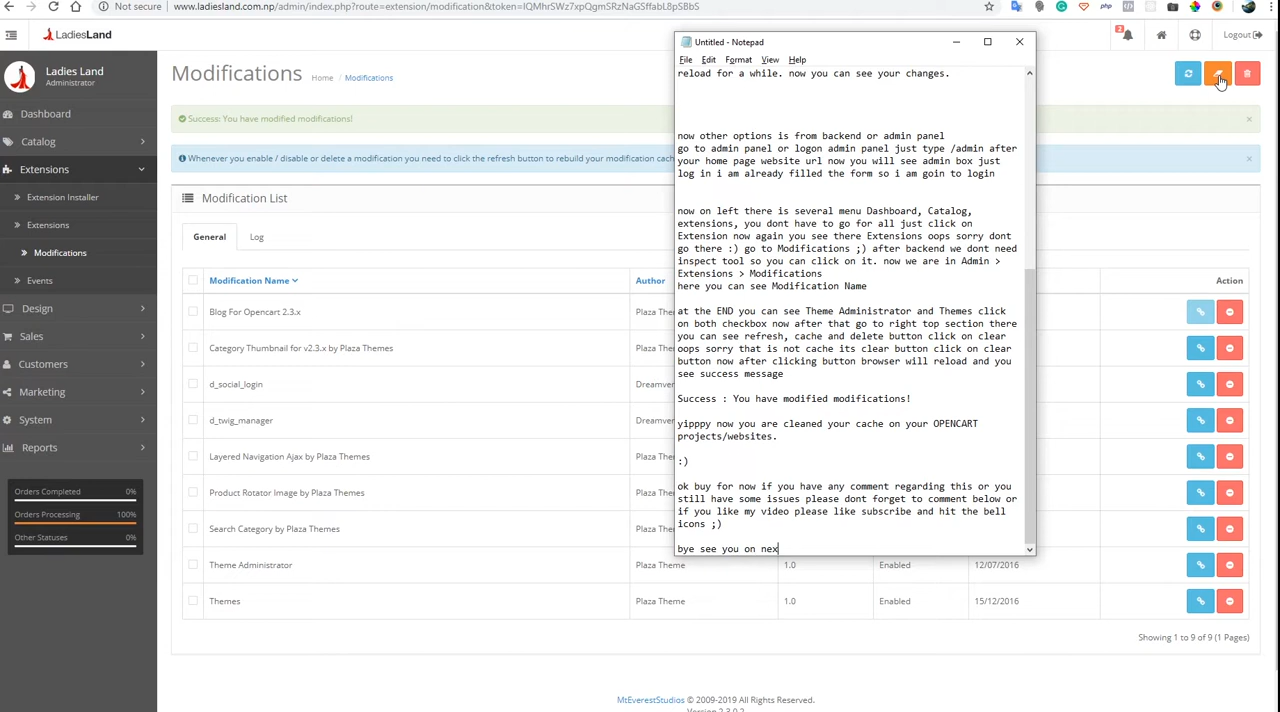 Not secure | www.ladiesland.com.np/admin/index.php?route=extension/modification&token=IQMhrSWz7xpQgmSRzNaGSffabL8pSBbS
LadiesLand
2
Logout
Ladies Land
Administrator
Dashboard
Catalog
Extensions
Extension Installer
Extensions
Modifications
Events
Design
Sales
Customers
Marketing
System
Reports
Orders Completed 0%
Orders Processing 100%
Other Statuses 0%
Modifications
Home
Modifications
Success: You have modified modifications!
Whenever you enable / disable or delete a modification you need to click the refresh button to rebuild your modification cach
Modification List
General
Log
Modification Name
Author
Action
Blog For Opencart 2.3.x
Plaza The
Category Thumbnail for v2.3.x by Plaza Themes
Plaza The
d_social_login
Dreamver
d_twig_manager
Dreamver
Layered Navigation Ajax by Plaza Themes
Plaza The
Product Rotator Image by Plaza Themes
Plaza The
Search Category by Plaza Themes
Plaza The
Theme Administrator
Plaza Theme
1.0
Enabled
12/07/2016
Themes
Plaza Theme
1.0
Enabled
15/12/2016
Showing 1 to 9 of 9 (1 Pages)
MtEverestStudios © 2009-2019 All Rights Reserved.
Version 2.3.0.2
Untitled - Notepad
File Edit Format View Help
reload for a while. now you can see your changes.
now other options is from backend or admin panel
go to admin panel or logon admin panel just type /admin after
your home page website url now you will see admin box just
log in i am already filled the form so i am goin to login
now on left there is several menu Dashboard, Catalog,
extensions, you dont have to go for all just click on
Extension now again you see there Extensions oops sorry dont
go there :) go to Modifications ;) after backend we dont need
inspect tool so you can click on it. now we are in Admin >
Extensions > Modifications
here you can see Modification Name
at the END you can see Theme Administrator and Themes click
on both checkbox now after that go to right top section there
you can see refresh, cache and delete button click on clear
oops sorry that is not cache its clear button click on clear
button now after clicking button browser will reload and you
see success message
Success : You have modified modifications!
yipppy now you are cleaned your cache on your OPENCART
projects/websites.
:)
ok buy for now if you have any comment regarding this or you
still have some issues please dont forget to comment below or
if you like my video please like subscribe and hit the bell
icons ;)
bye see you on nex